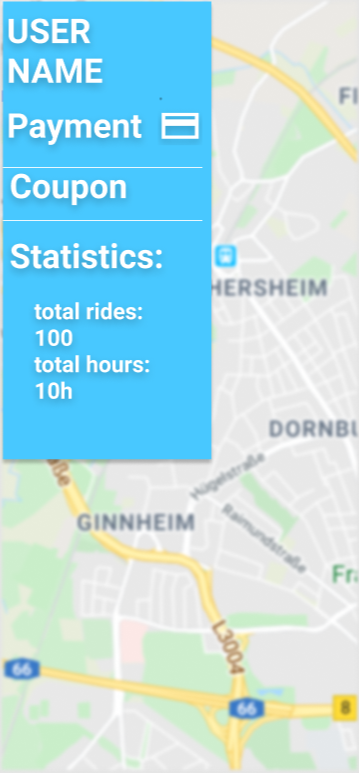 USER
NAME
Payment
Coupon
Statistics:
total rides:
100
total hours:
10h
HERSHEIM
DORNBU
Hügelstraße
GINNHEIM
Raimundstraße
L3004
66
66
8